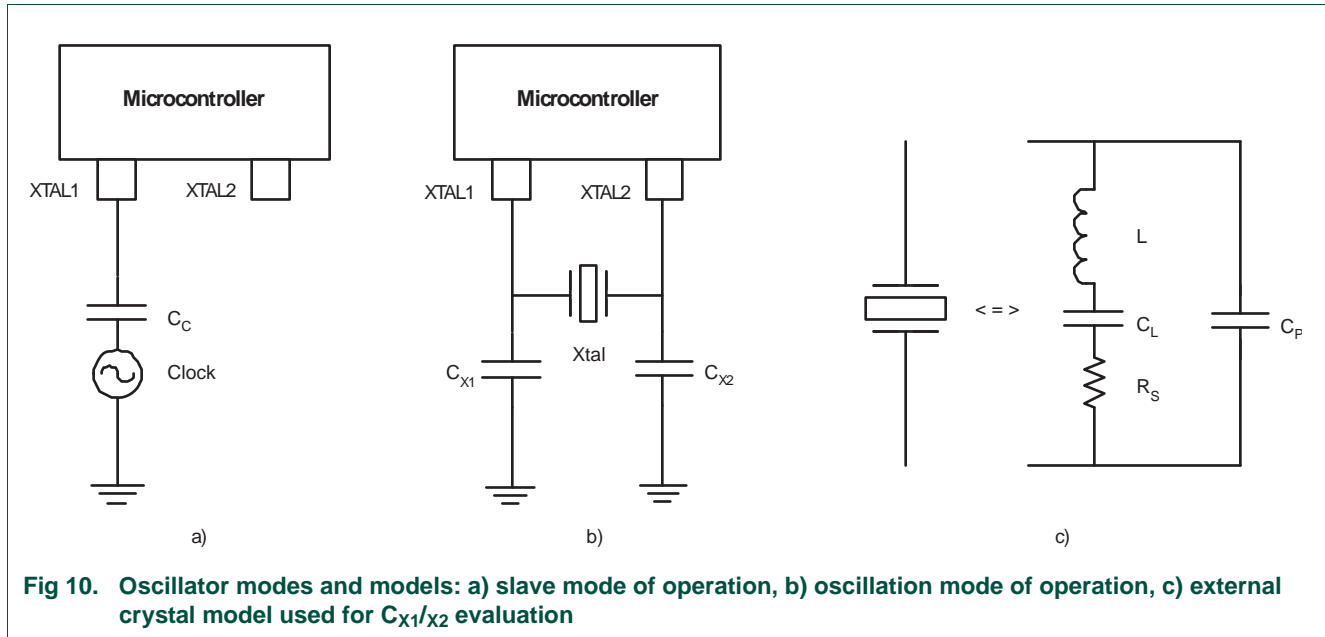 Microcontroller
XTAL1
XTAL2
C_C
Clock
a)
Microcontroller
XTAL1
XTAL2
Xtal
C_X1
C_X2
b)
< = >
L
C_L
R_S
C_P
c)
Fig 10. Oscillator modes and models: a) slave mode of operation, b) oscillation mode of operation, c) external
crystal model used for C_X1/X2 evaluation